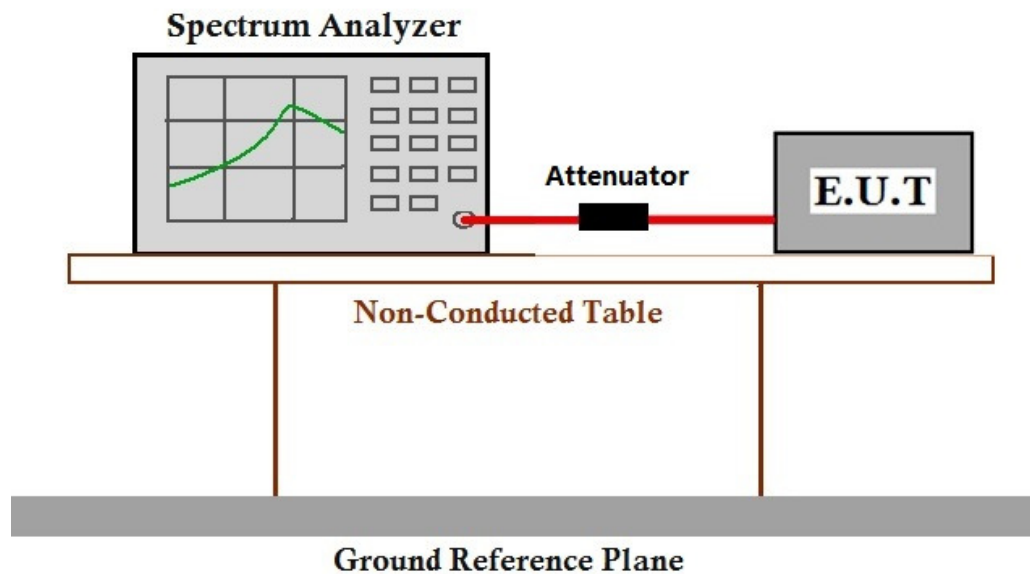 Spectrum Analyzer
Attenuator
E.U.T
Non-Conducted Table
Ground Reference Plane